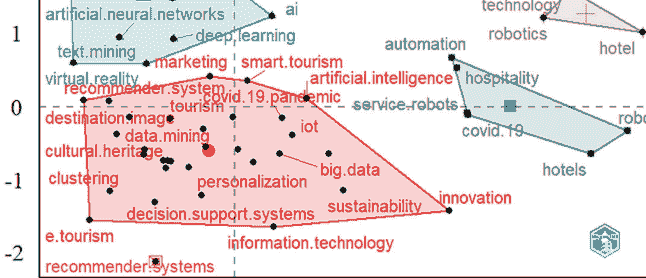 technology
ai
artificial.neural.networks
robotics
deep.learning
hotel
1
automation
text.mining
marketing
smart.tourism
virtual.reality
artificial.intelligence
hospitality
recommender.system
covid.19.pandemic
tourism
service.robots
0
destination.image
iot
covid.19
data.mining
cultural.heritage
big.data
hotels
clustering
personalization
-1
innovation
sustainability
decision.support.systems
e.tourism
information.technology
-2
recommender.systems